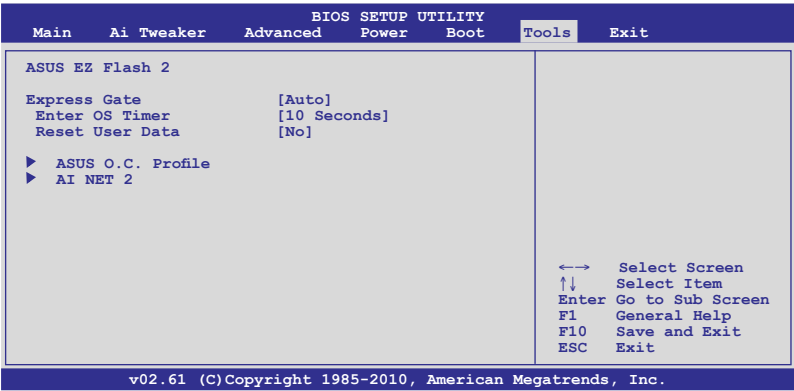 BIOS SETUP UTILITY
Main Ai Tweaker Advanced Power Boot Tools Exit
ASUS EZ Flash 2
Express Gate [Auto]
Enter OS Timer [10 Seconds]
Reset User Data [No]
ASUS O.C. Profile
AI NET 2
←→ Select Screen
↑↓ Select Item
Enter Go to Sub Screen
F1 General Help
F10 Save and Exit
ESC Exit
v02.61 (C)Copyright 1985-2010, American Megatrends, Inc.